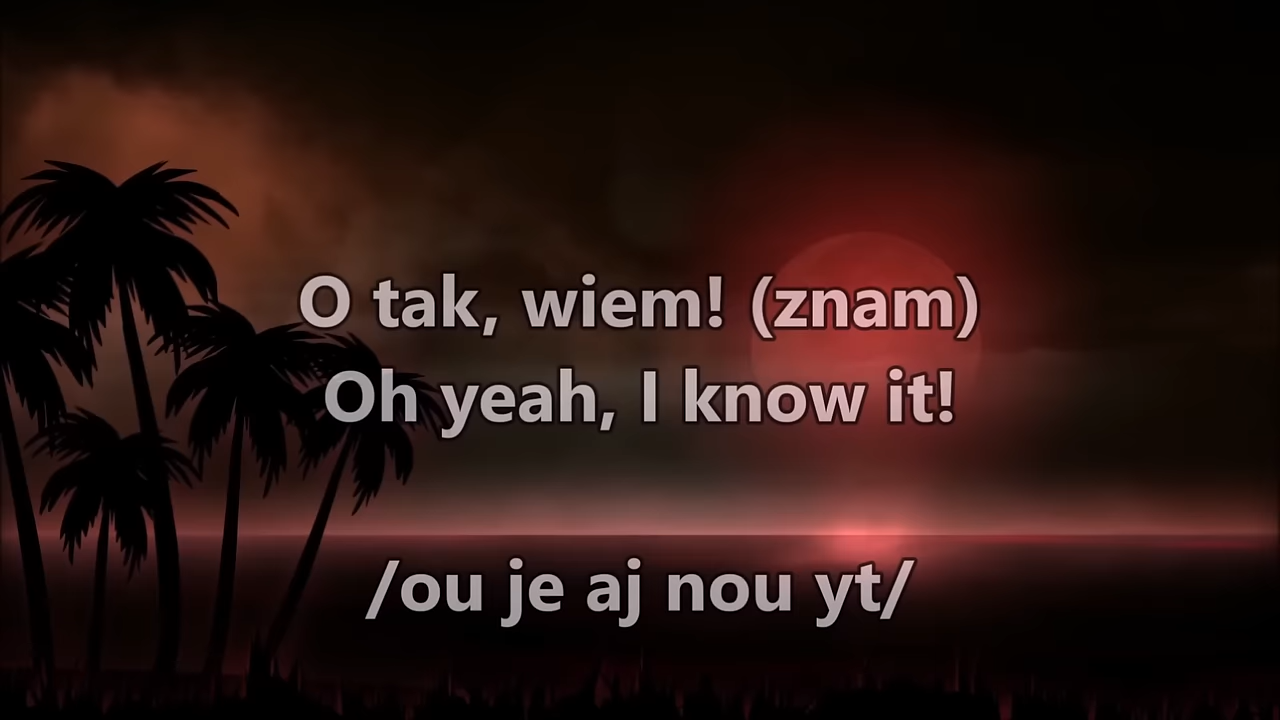 O tak, wiem! (znam)
Oh yeah, I know it!
/ou je aj nou yt/